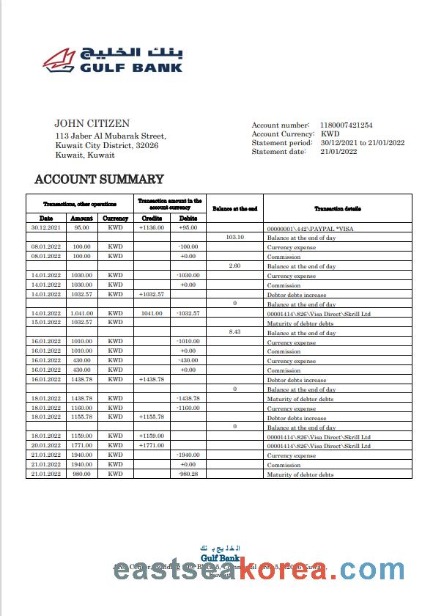 بنك الخليج
GULF BANK
JOHN CITIZEN
113 Jaber Al Mubarak Street,
Kuwait City District, 32026
Kuwait, Kuwait
Account number: 1180007421254
Account Currency: KWD
Statement period: 30/12/2021 to 21/01/2022
Statement date: 21/01/2022
ACCOUNT SUMMARY
Transactions, other operations Transaction amount in the account currency Balance at the end Transaction details
Date Amount Currency Credits Debits
30.12.2021 95.00 KWD +1136.00 +95.00 00000001\442\PAYPAL *VISA
103.10 Balance at the end of day
08.01.2022 100.00 KWD -100.00 Currency expense
08.01.2022 100.00 KWD +0.00 Commission
2.00 Balance at the end of day
14.01.2022 1030.00 KWD -1030.00 Currency expense
14.01.2022 1030.00 KWD +0.00 Commission
14.01.2022 1032.57 KWD +1032.57 Debtor debts increase
0 Balance at the end of day
14.01.2022 1,041.00 KWD 1041.00 -1032.57 00001414\826\Visa Direct\Skrill Ltd
15.01.2022 1032.57 KWD Maturity of debter debts
8.43 Balance at the end of day
16.01.2022 1010.00 KWD -1010.00 Currency expense
16.01.2022 1010.00 KWD +0.00 Commission
16.01.2022 430.00 KWD -430.00 Currency expense
16.01.2022 430.00 KWD +0.00 Commission
16.01.2022 1438.78 KWD +1438.78 Debtor debts increase
0 Balance at the end of day
18.01.2022 1438.78 KWD -1438.78 Maturity of debter debts
18.01.2022 1160.00 KWD -1160.00 Currency expense
18.01.2022 1155.78 KWD +1155.78 Debtor debts increase
0 Balance at the end of day
18.01.2022 1159.00 KWD +1159.00 00001414\826\Visa Direct\Skrill Ltd
20.01.2022 1771.00 KWD +1771.00 00001414\826\Visa Direct\Skrill Ltd
21.01.2022 1940.00 KWD -1940.00 Currency expense
21.01.2022 1940.00 KWD +0.00 Commission
21.01.2022 980.00 KWD -980.28 Maturity of debter debts
الخليج بنك
Gulf Bank
eastseakorea.com